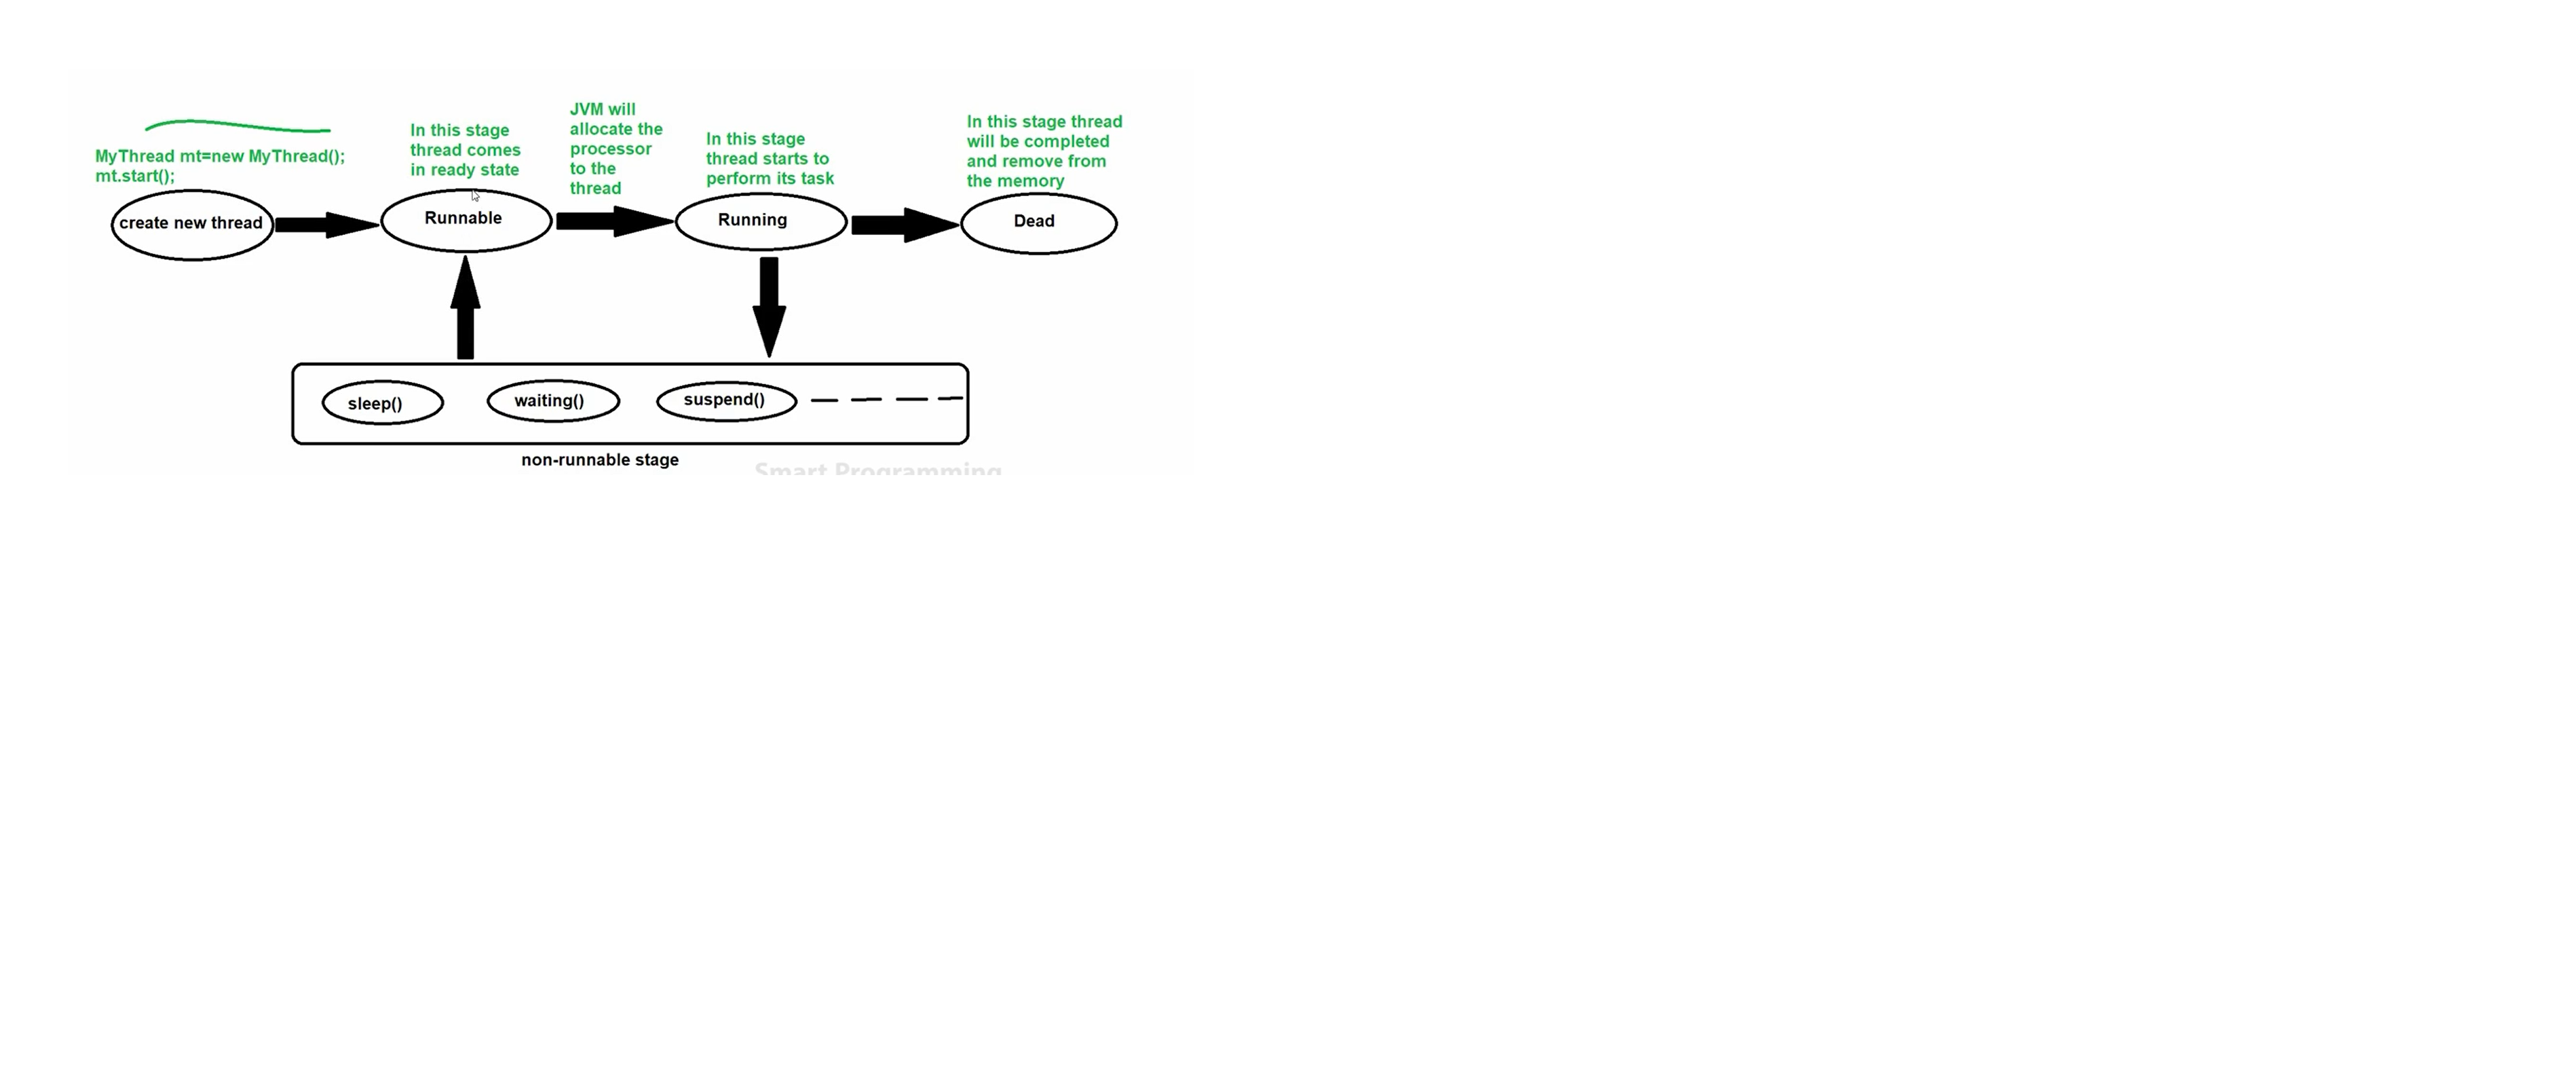 MyThread mt=new MyThread();
mt.start();
create new thread
In this stage
thread comes
in ready state
Runnable
JVM will
allocate the
processor
to the
thread
In this stage
thread starts to
perform its task
Running
In this stage thread
will be completed
and remove from
the memory
Dead
sleep()
waiting()
suspend()
non-runnable stage
Smart Programming